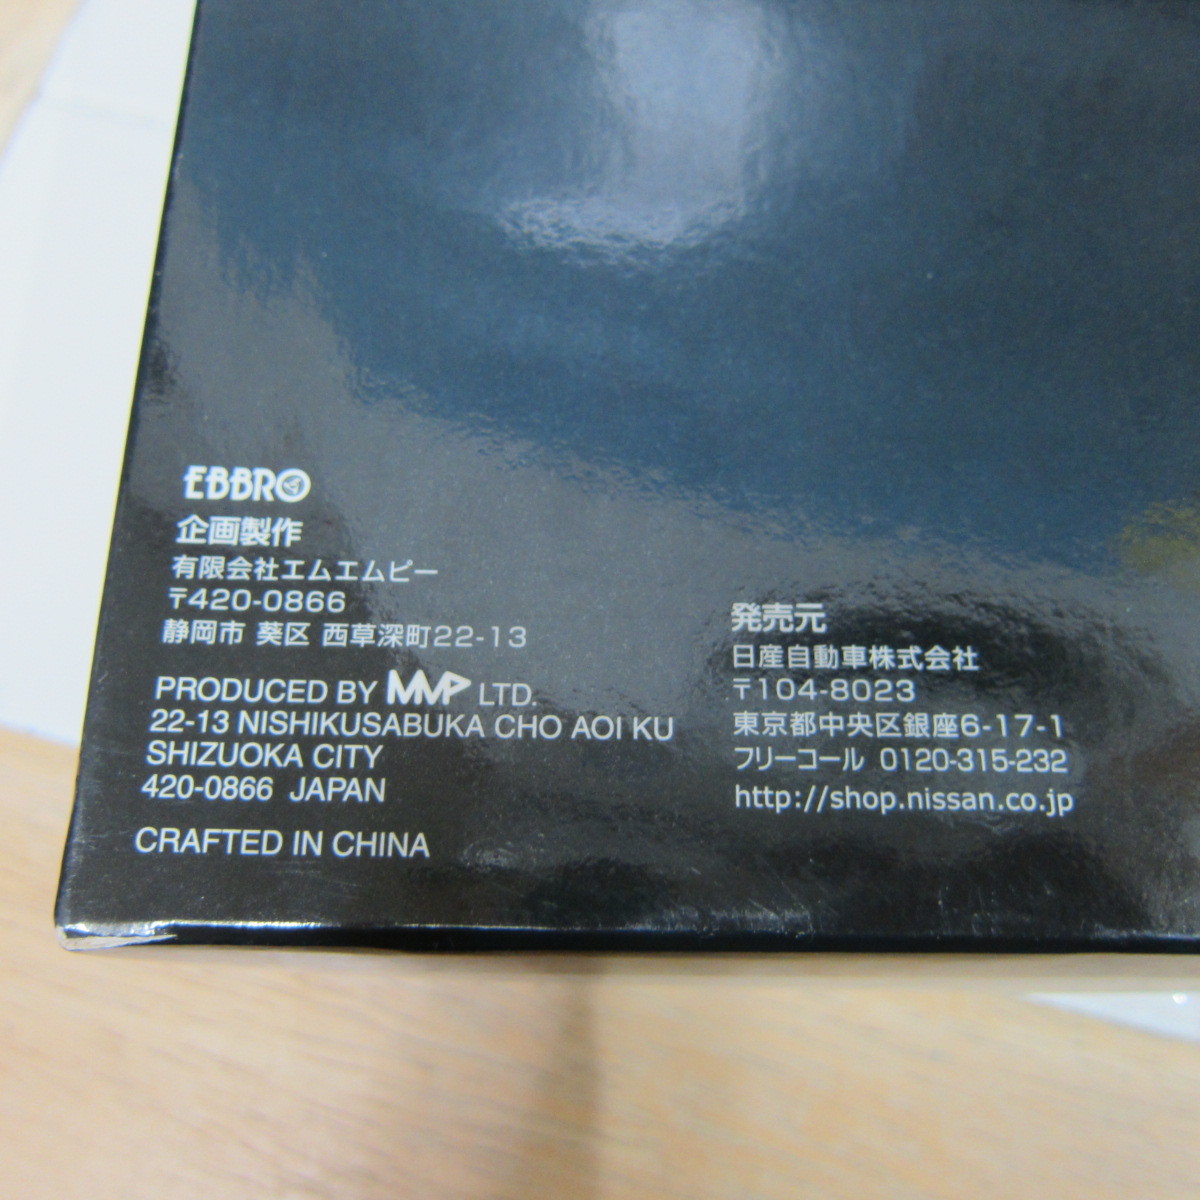 EBBRO
企画製作
有限会社エムエムピー
〒420-0866
静岡市 葵区 西草深町22-13
PRODUCED BY MMP LTD.
22-13 NISHIKUSABUKA CHO AOI KU
SHIZUOKA CITY
420-0866 JAPAN
CRAFTED IN CHINA
発売元
日産自動車株式会社
〒104-8023
東京都中央区銀座6-17-1
フリーコール 0120-315-232
http://shop.nissan.co.jp